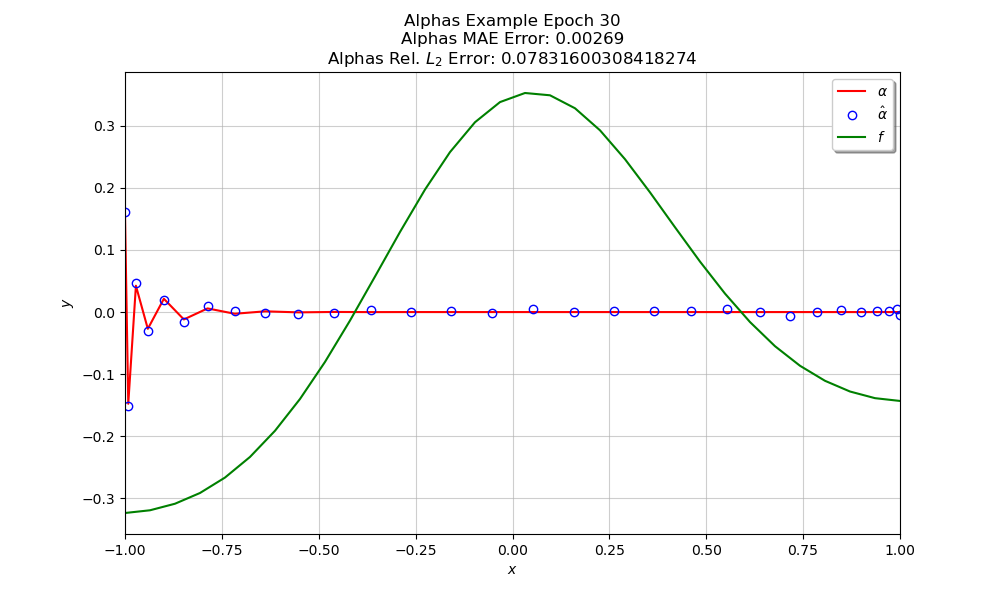 Alphas Example Epoch 30
Alphas MAE Error: 0.00269
Alphas Rel. L₂ Error: 0.07831600308418274
α
α̂
f
0.3
0.2
0.1
0.0
−0.1
−0.2
−0.3
y
−1.00 −0.75 −0.50 −0.25 0.00 0.25 0.50 0.75 1.00
x